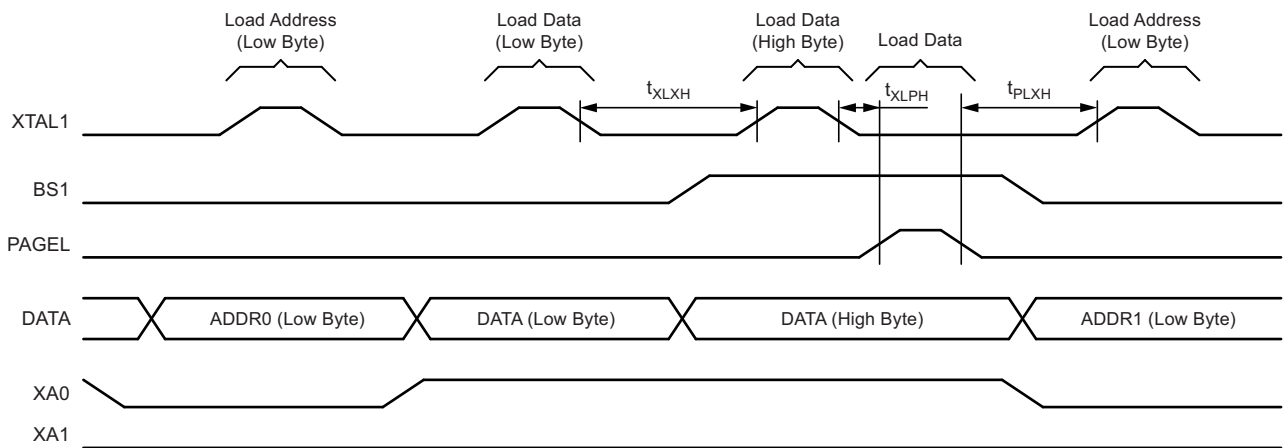 Load Address
(Low Byte)
Load Data
(Low Byte)
Load Data
(High Byte)
Load Data
Load Address
(Low Byte)
tXLXH
tXLPH
tPLXH
XTAL1
BS1
PAGEL
DATA
ADDR0 (Low Byte)
DATA (Low Byte)
DATA (High Byte)
ADDR1 (Low Byte)
XA0
XA1